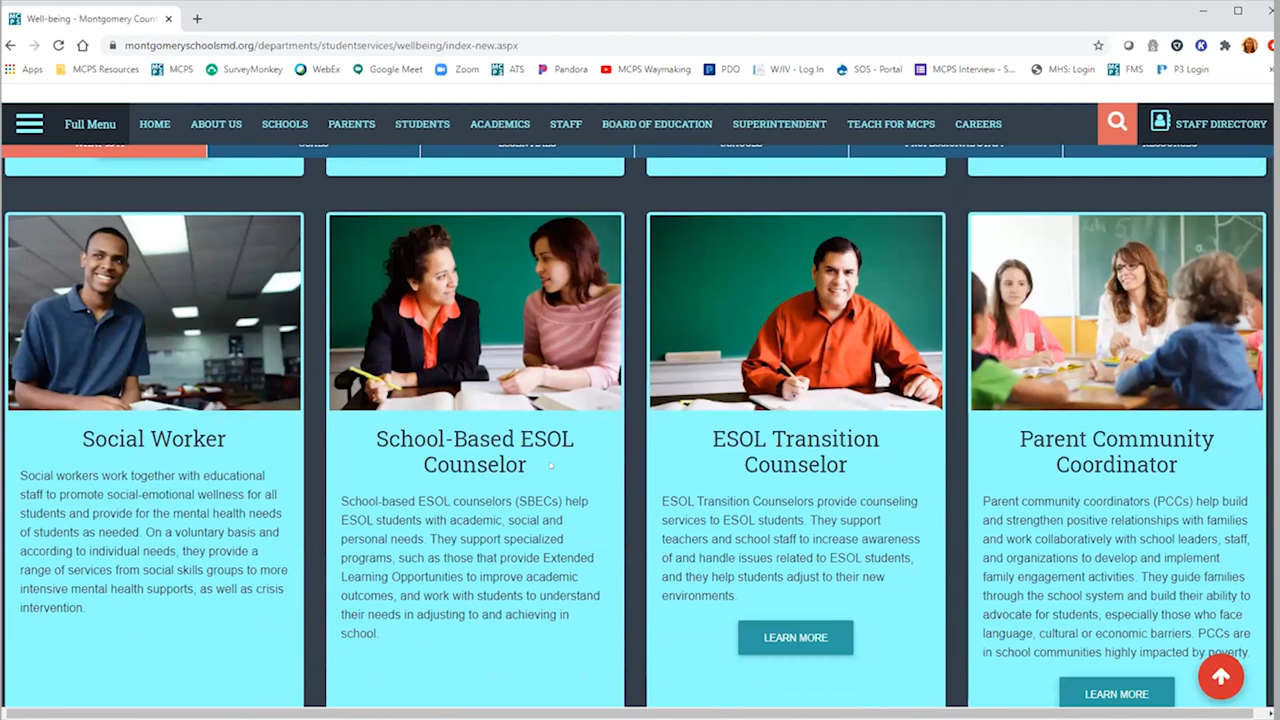 Well-being - Montgomery Coun
montgomeryschoolsmd.org/departments/studentservices/wellbeing/index-new.aspx
Apps MCPS Resources MCPS SurveyMonkey WebEx Google Meet Zoom ATS Pandora MCPS Waymaking PDO WJIV - Log In SOS - Portal MCPS Interview - S... MHS: Login FMS P3 Login
Full Menu HOME ABOUT US SCHOOLS PARENTS STUDENTS ACADEMICS STAFF BOARD OF EDUCATION SUPERINTENDENT TEACH FOR MCPS CAREERS STAFF DIRECTORY
Social Worker
Social workers work together with educational
staff to promote social-emotional wellness for all
students and provide for the mental health needs
of students as needed. On a voluntary basis and
according to individual needs, they provide a
range of services from social skills groups to more
intensive mental health supports, as well as crisis
intervention.
School-Based ESOL
Counselor
School-based ESOL counselors (SBECs) help
ESOL students with academic, social and
personal needs. They support specialized
programs, such as those that provide Extended
Learning Opportunities to improve academic
outcomes, and work with students to understand
their needs in adjusting to and achieving in
school.
ESOL Transition
Counselor
ESOL Transition Counselors provide counseling
services to ESOL students. They support
teachers and school staff to increase awareness
of and handle issues related to ESOL students,
and they help students adjust to their new
environments.
LEARN MORE
Parent Community
Coordinator
Parent community coordinators (PCCs) help build
and strengthen positive relationships with families
and work collaboratively with school leaders, staff,
and organizations to develop and implement
family engagement activities. They guide families
through the school system and build their ability to
advocate for students, especially those who face
language, cultural or economic barriers. PCCs are
in school communities highly impacted by poverty.
LEARN MORE